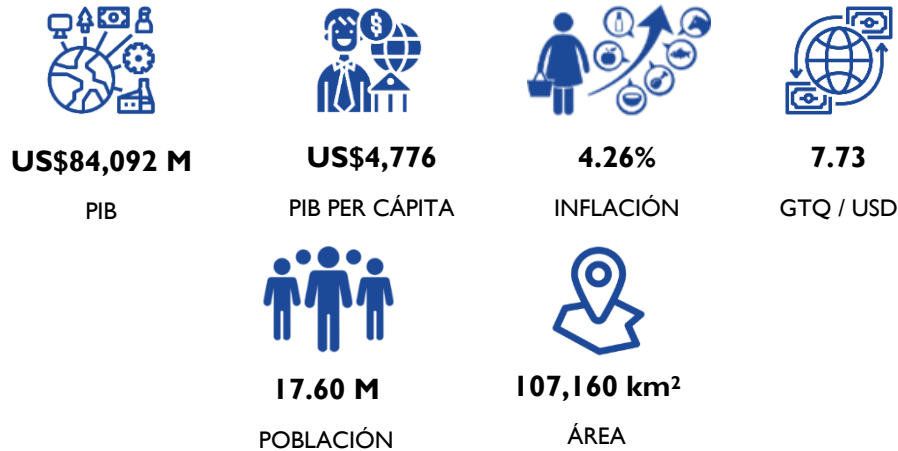 US$84,092 M
PIB
US$4,776
PIB PER CÁPITA
4.26%
INFLACIÓN
7.73
GTQ / USD
17.60 M
POBLACIÓN
107,160 km²
ÁREA